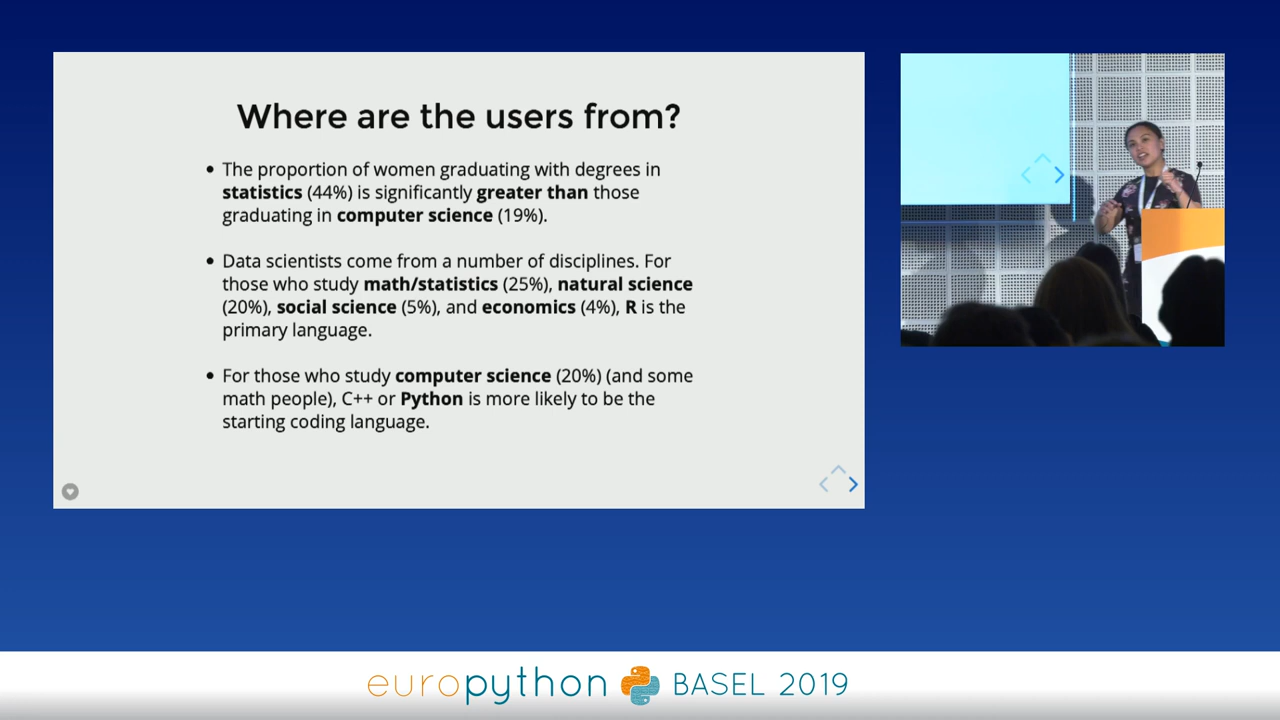 Where are the users from?
• The proportion of women graduating with degrees in
statistics (44%) is significantly greater than those
graduating in computer science (19%).
• Data scientists come from a number of disciplines. For
those who study math/statistics (25%), natural science
(20%), social science (5%), and economics (4%), R is the
primary language.
• For those who study computer science (20%) (and some
math people), C++ or Python is more likely to be the
starting coding language.
europython BASEL 2019